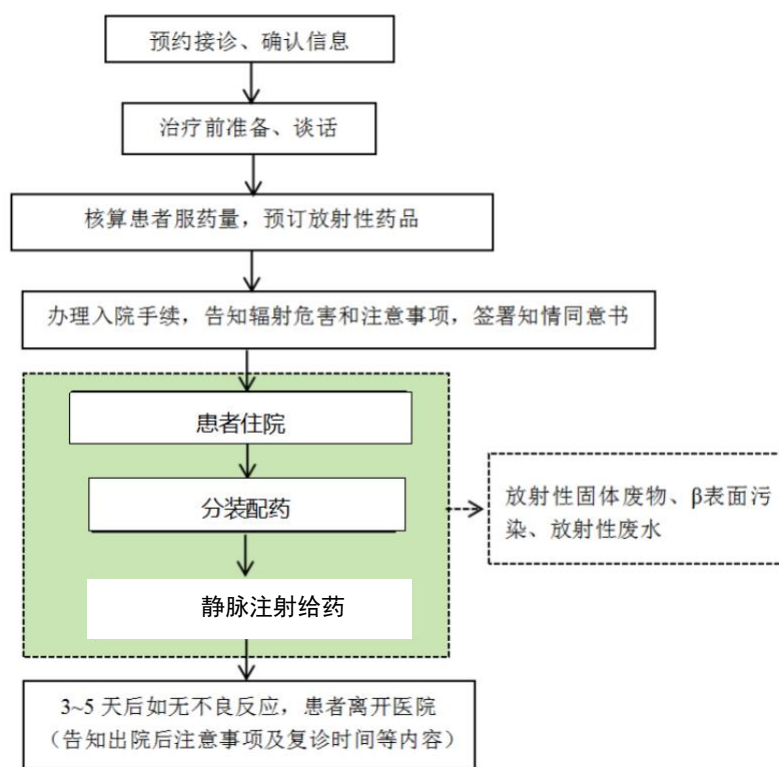 预约接诊、确认信息
治疗前准备、谈话
核算患者服药量，预订放射性药品
办理入院手续，告知辐射危害和注意事项，签署知情同意书
患者住院
分装配药
放射性固体废物、β表面污
染、放射性废水
静脉注射给药
3~5 天后如无不良反应，患者离开医院
（告知出院后注意事项及复诊时间等内容）